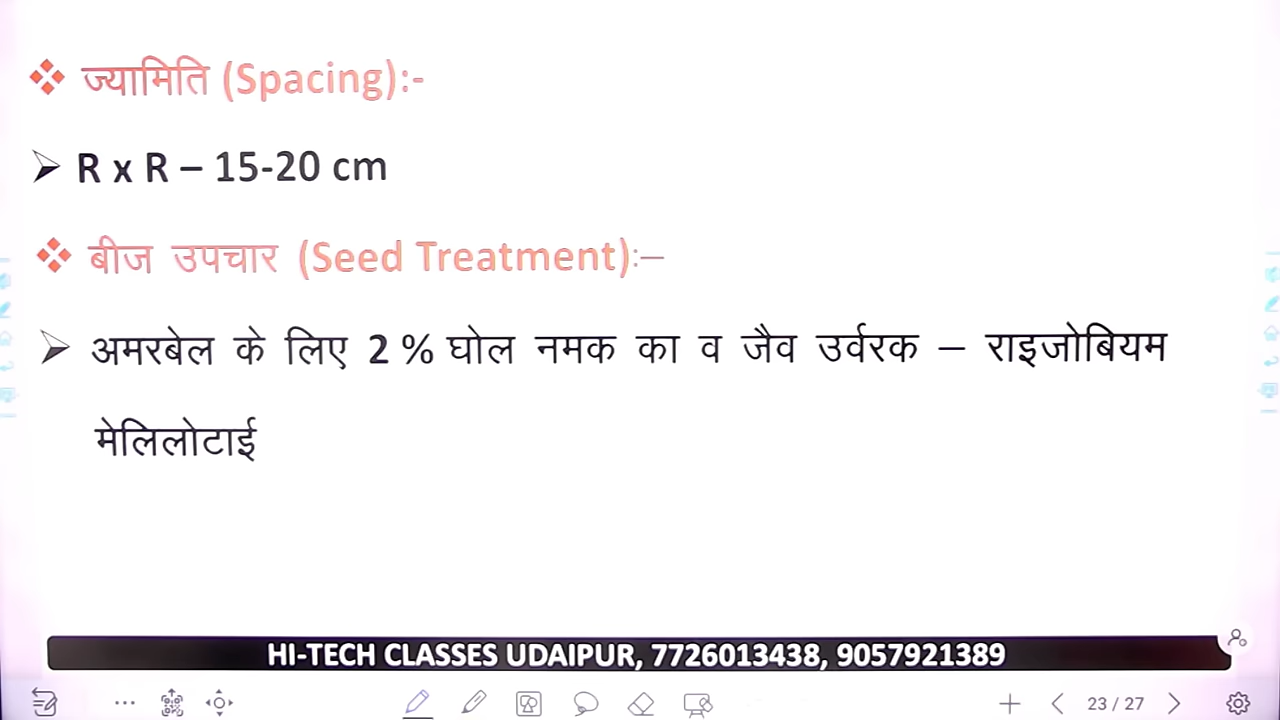 ❖ ज्यामिति (Spacing):-
➢ R x R – 15-20 cm
❖ बीज उपचार (Seed Treatment):–
➢ अमरबेल के लिए 2 % घोल नमक का व जैव उर्वरक – राइजोबियम
मेलिलोटाई
HI-TECH CLASSES UDAIPUR, 7726013438, 9057921389
23 / 27